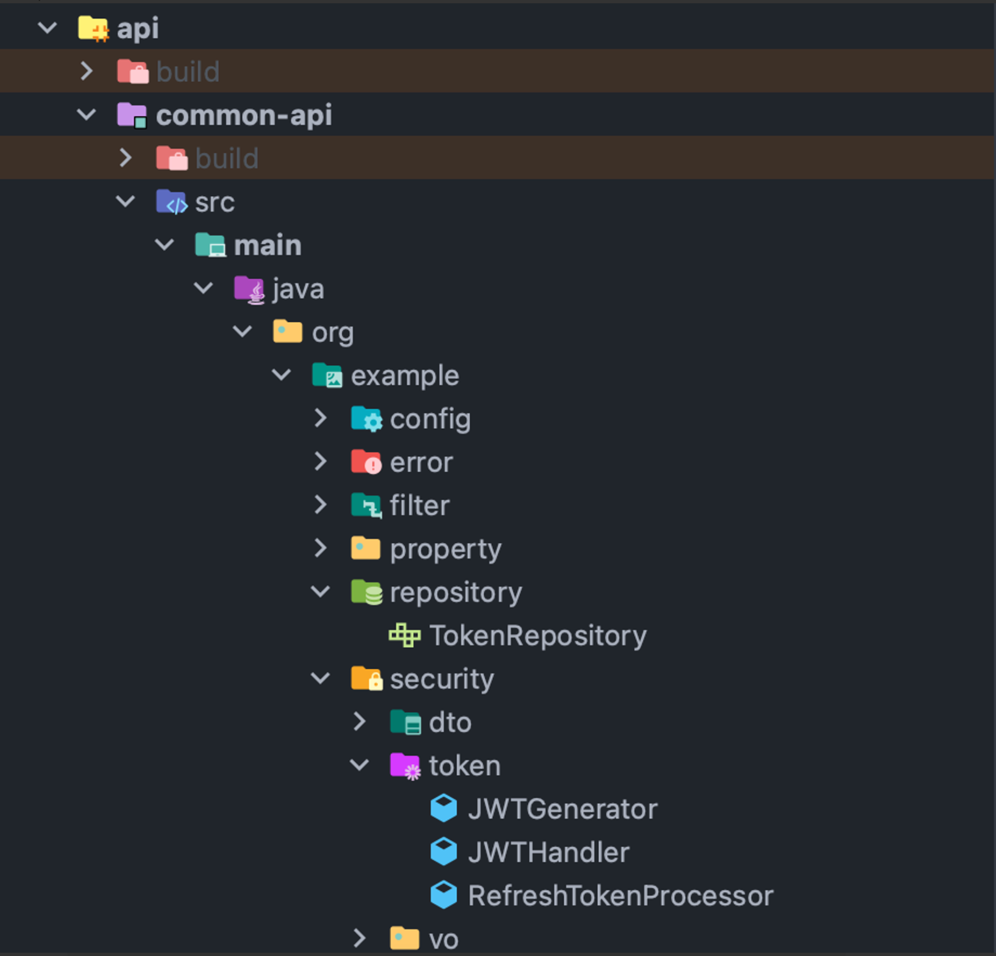 api
build
common-api
build
src
main
java
org
example
config
error
filter
property
repository
TokenRepository
security
dto
token
JWTGenerator
JWTHandler
RefreshTokenProcessor
vo